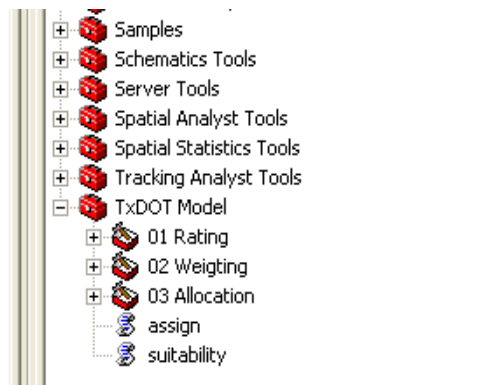 Samples
Schematics Tools
Server Tools
Spatial Analyst Tools
Spatial Statistics Tools
Tracking Analyst Tools
TxDOT Model
01 Rating
02 Weigting
03 Allocation
assign
suitability